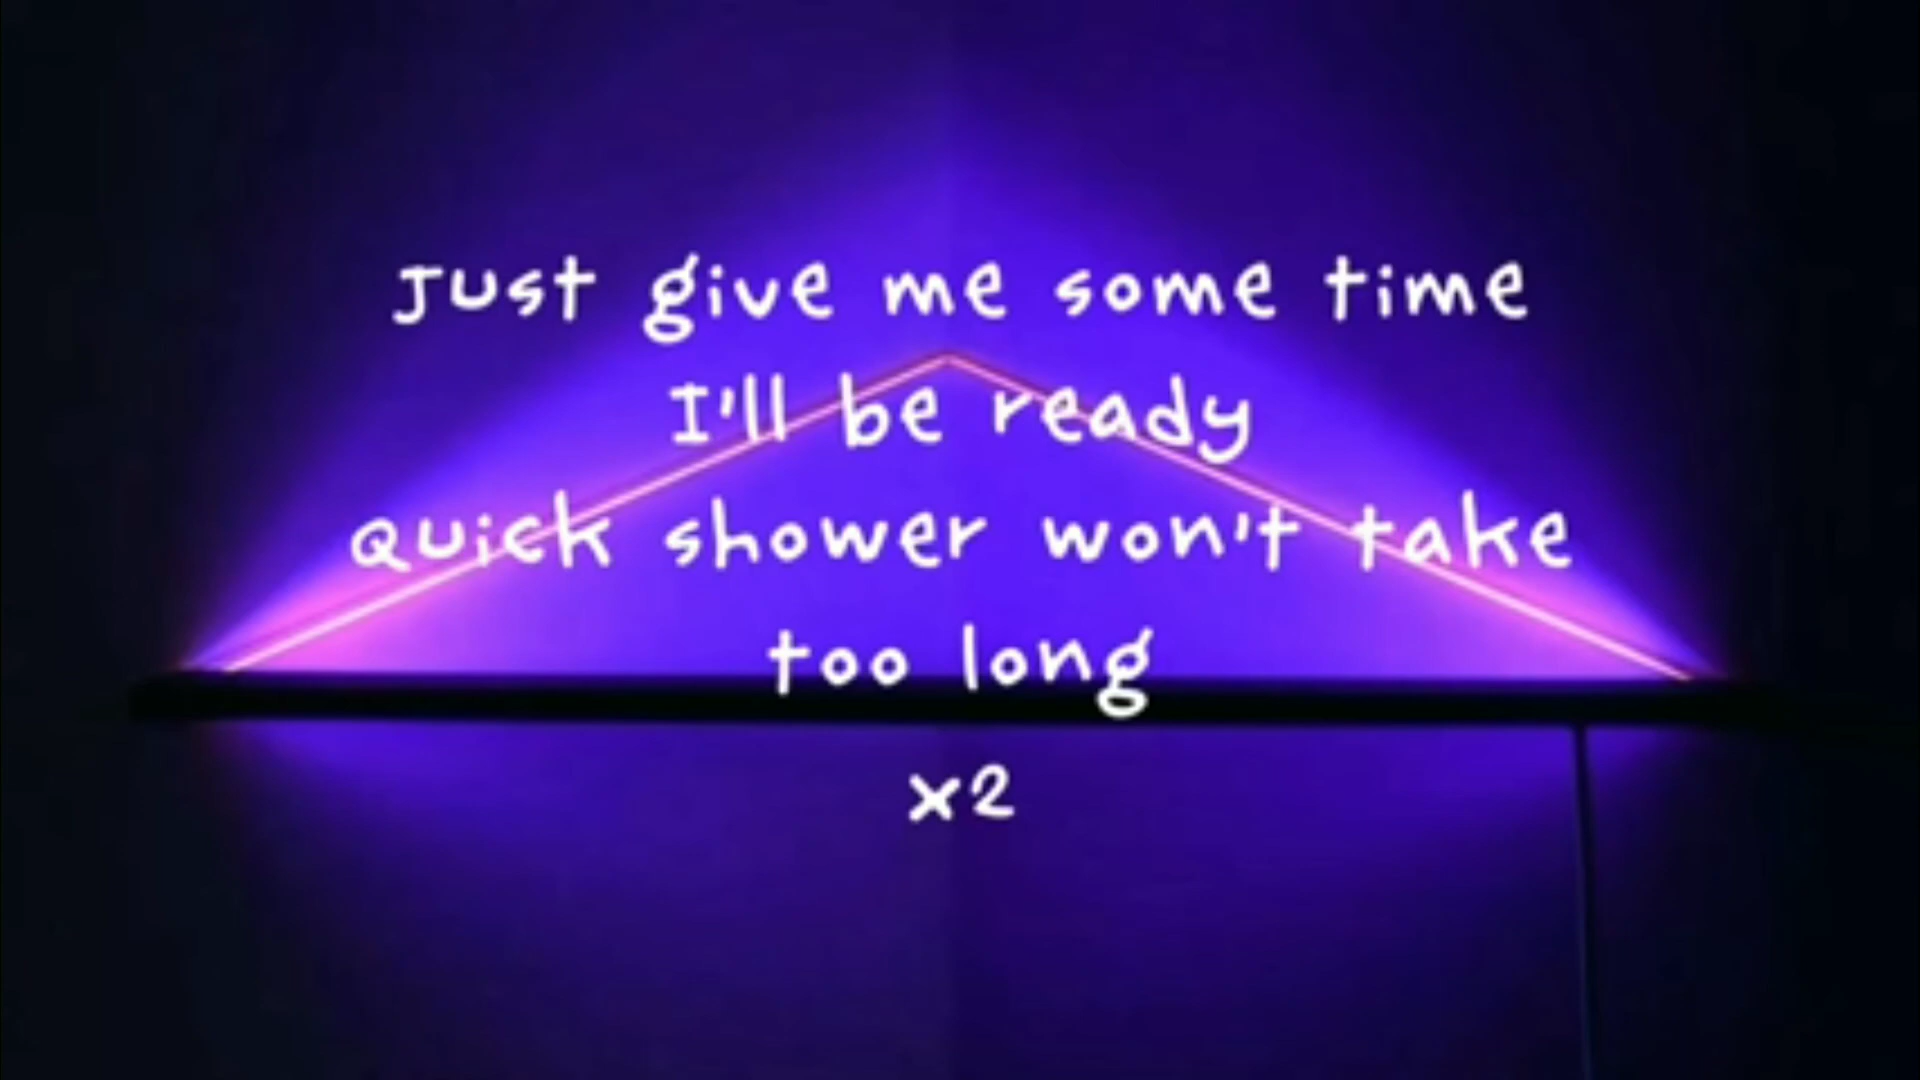 Just give me some time
I'll be ready
quick shower won't take
too long
x2